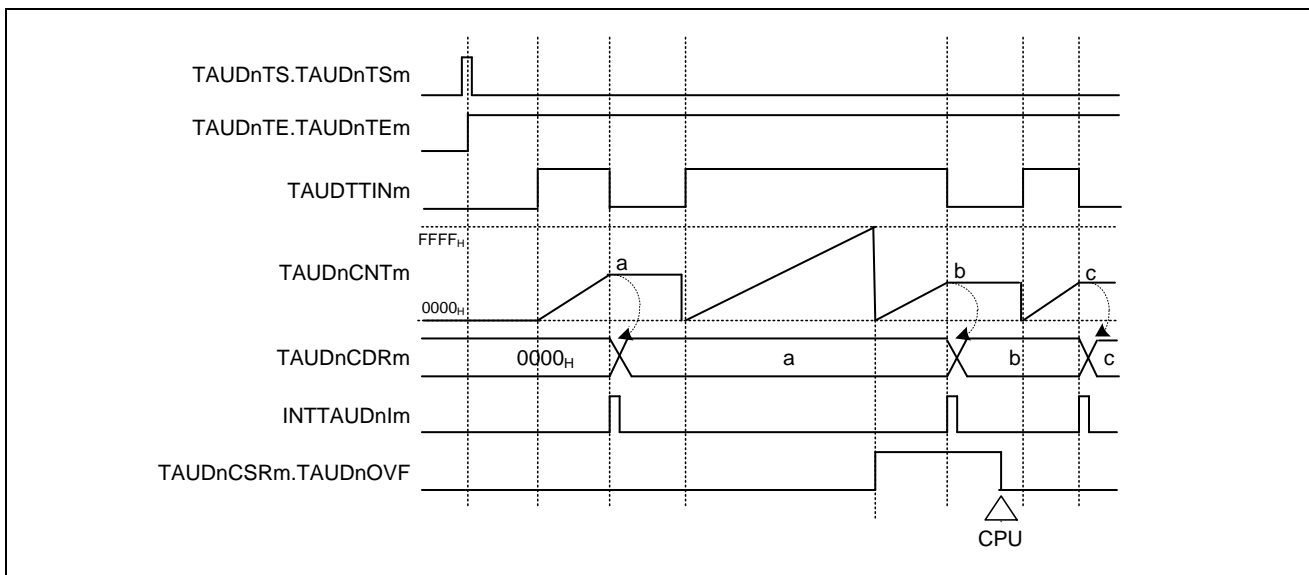 TAUDnTS.TAUDnTSm
TAUDnTE.TAUDnTEm
TAUDTTINm
FFFFH
TAUDnCNTm
a
b
c
0000H
TAUDnCDRm
0000H
a
b
c
INTTAUDnIm
TAUDnCSRm.TAUDnOVF
CPU